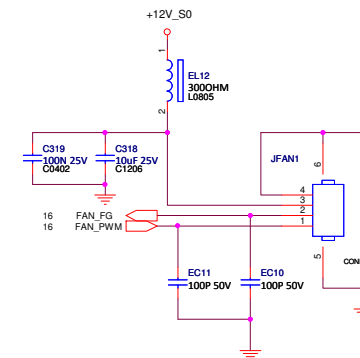 +12V_S0
1
EL12
300OHM
L0805
2
C319
100N 25V
C0402
C318
10uF 25V
C1206
JFAN1
6
4
3
2
1
16 FAN_FG
16 FAN_PWM
5
CON
EC11
100P 50V
EC10
100P 50V